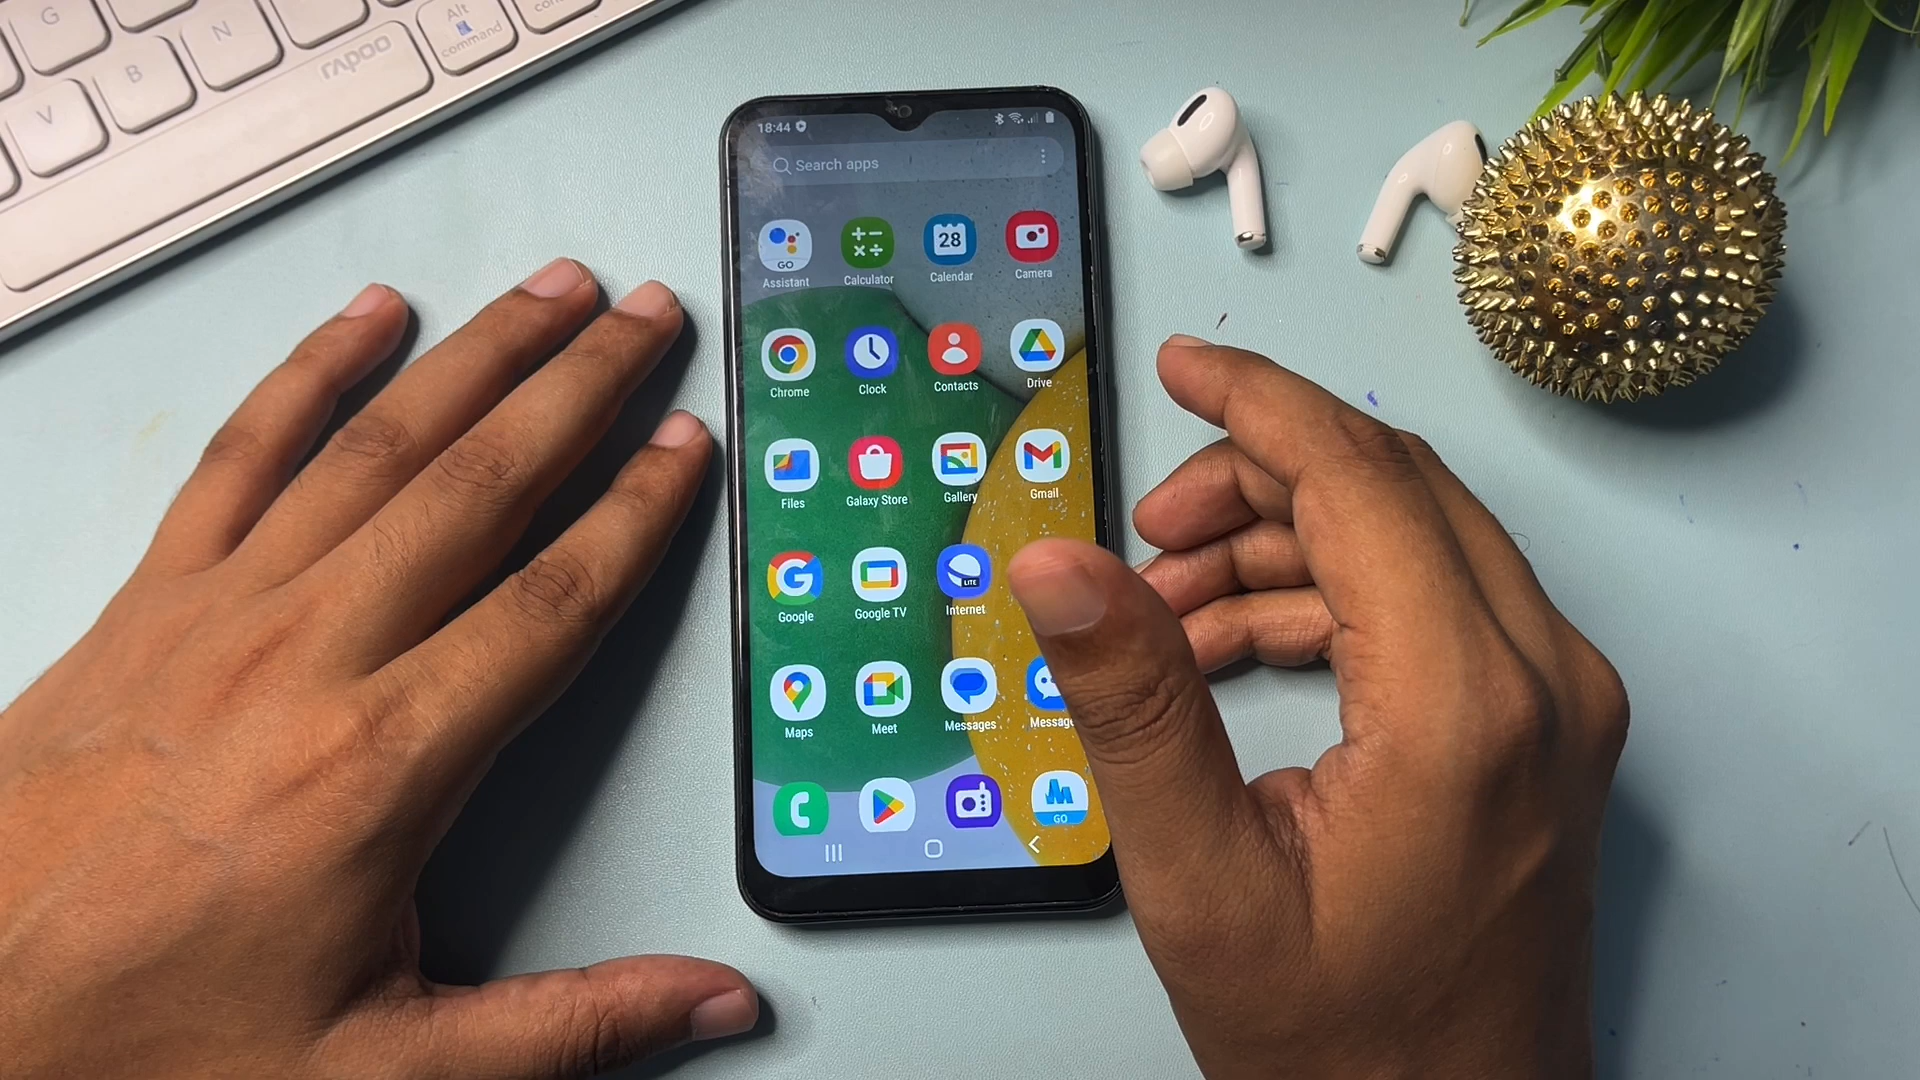 G
V
B
N
Alt
command
rapoo
18:44
Search apps
GO
28
Assistant
Calculator
Calendar
Camera
Chrome
Clock
Contacts
Drive
Files
Galaxy Store
Gallery
Gmail
LITE
Google
Google TV
Internet
Maps
Meet
Messages
Message
GO